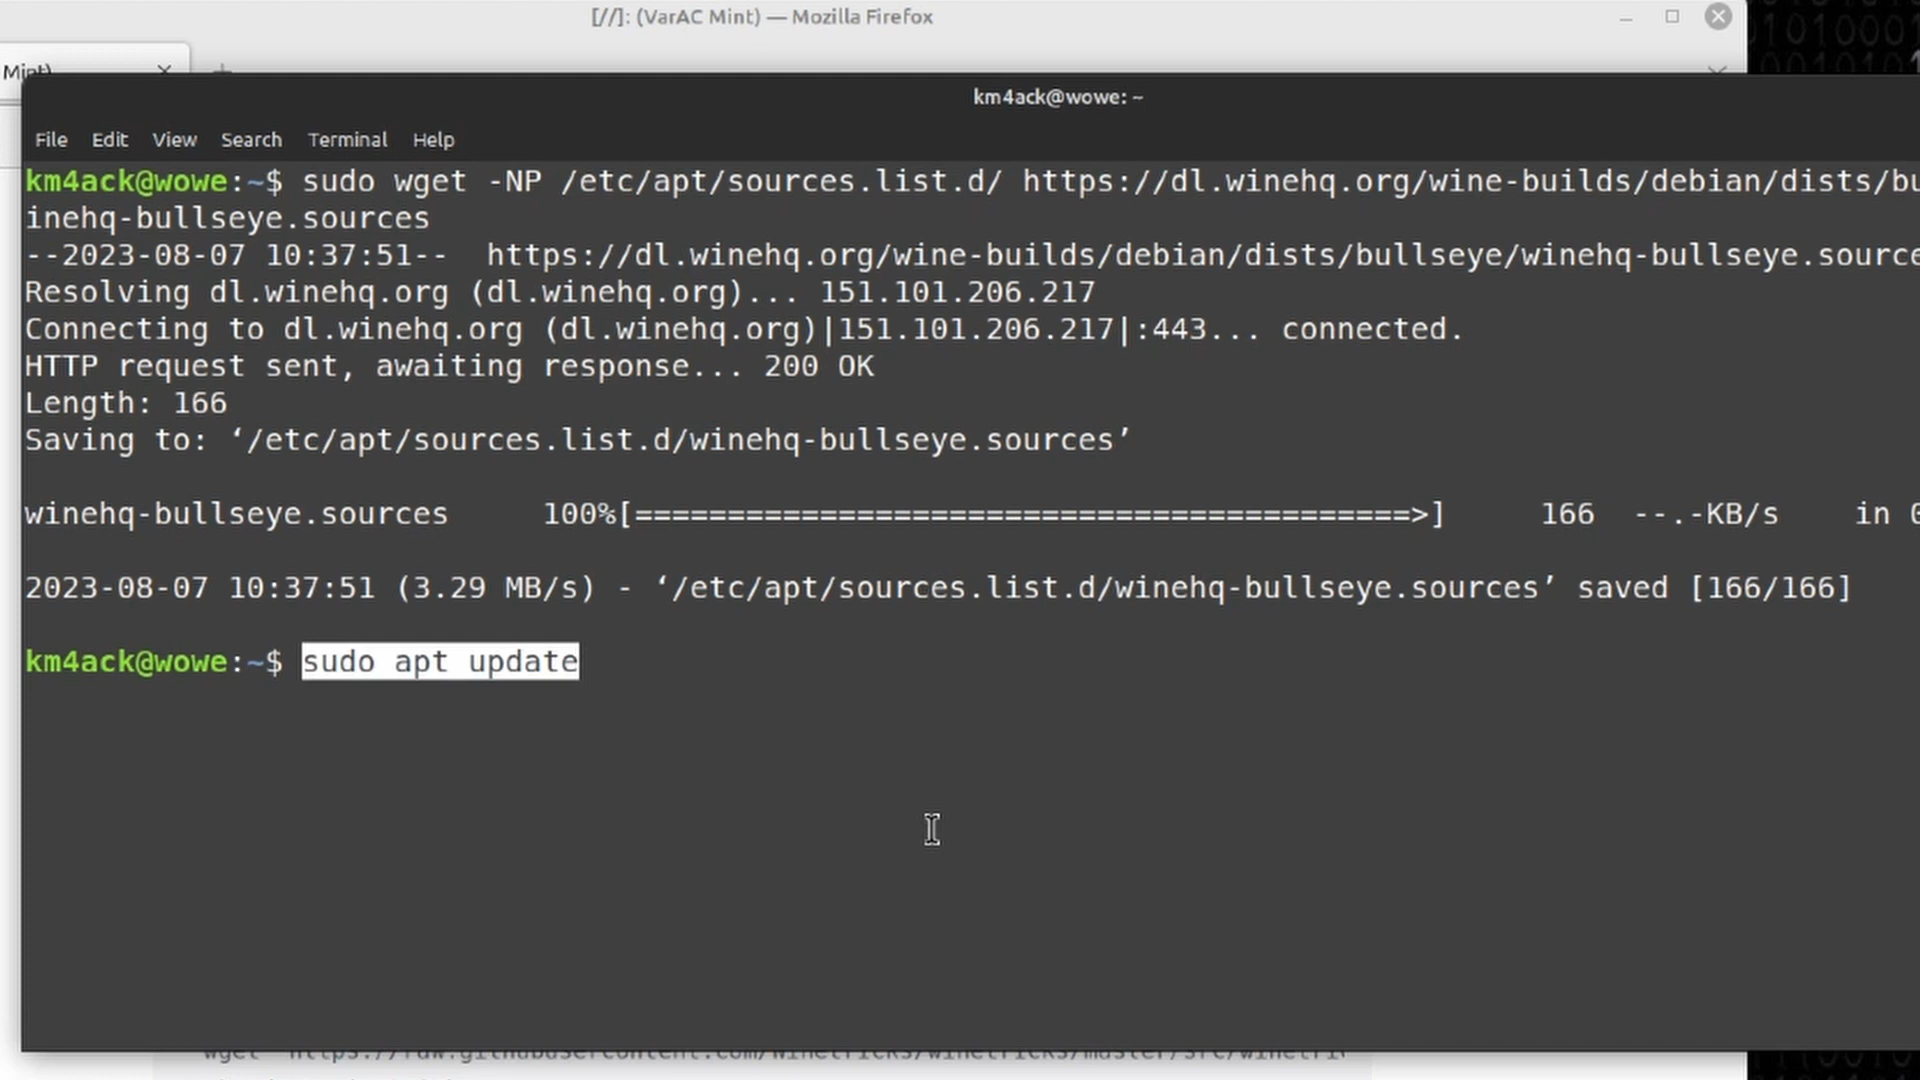 [//]: (VarAC Mint) — Mozilla Firefox
Mint)
km4ack@wowe: ~
File Edit View Search Terminal Help
km4ack@wowe:~$ sudo wget -NP /etc/apt/sources.list.d/ https://dl.winehq.org/wine-builds/debian/dists/bu
inehq-bullseye.sources
--2023-08-07 10:37:51-- https://dl.winehq.org/wine-builds/debian/dists/bullseye/winehq-bullseye.source
Resolving dl.winehq.org (dl.winehq.org)... 151.101.206.217
Connecting to dl.winehq.org (dl.winehq.org)|151.101.206.217|:443... connected.
HTTP request sent, awaiting response... 200 OK
Length: 166
Saving to: ‘/etc/apt/sources.list.d/winehq-bullseye.sources’
winehq-bullseye.sources 100%[==========================================>] 166 --.-KB/s in 0
2023-08-07 10:37:51 (3.29 MB/s) - ‘/etc/apt/sources.list.d/winehq-bullseye.sources’ saved [166/166]
km4ack@wowe:~$ sudo apt update